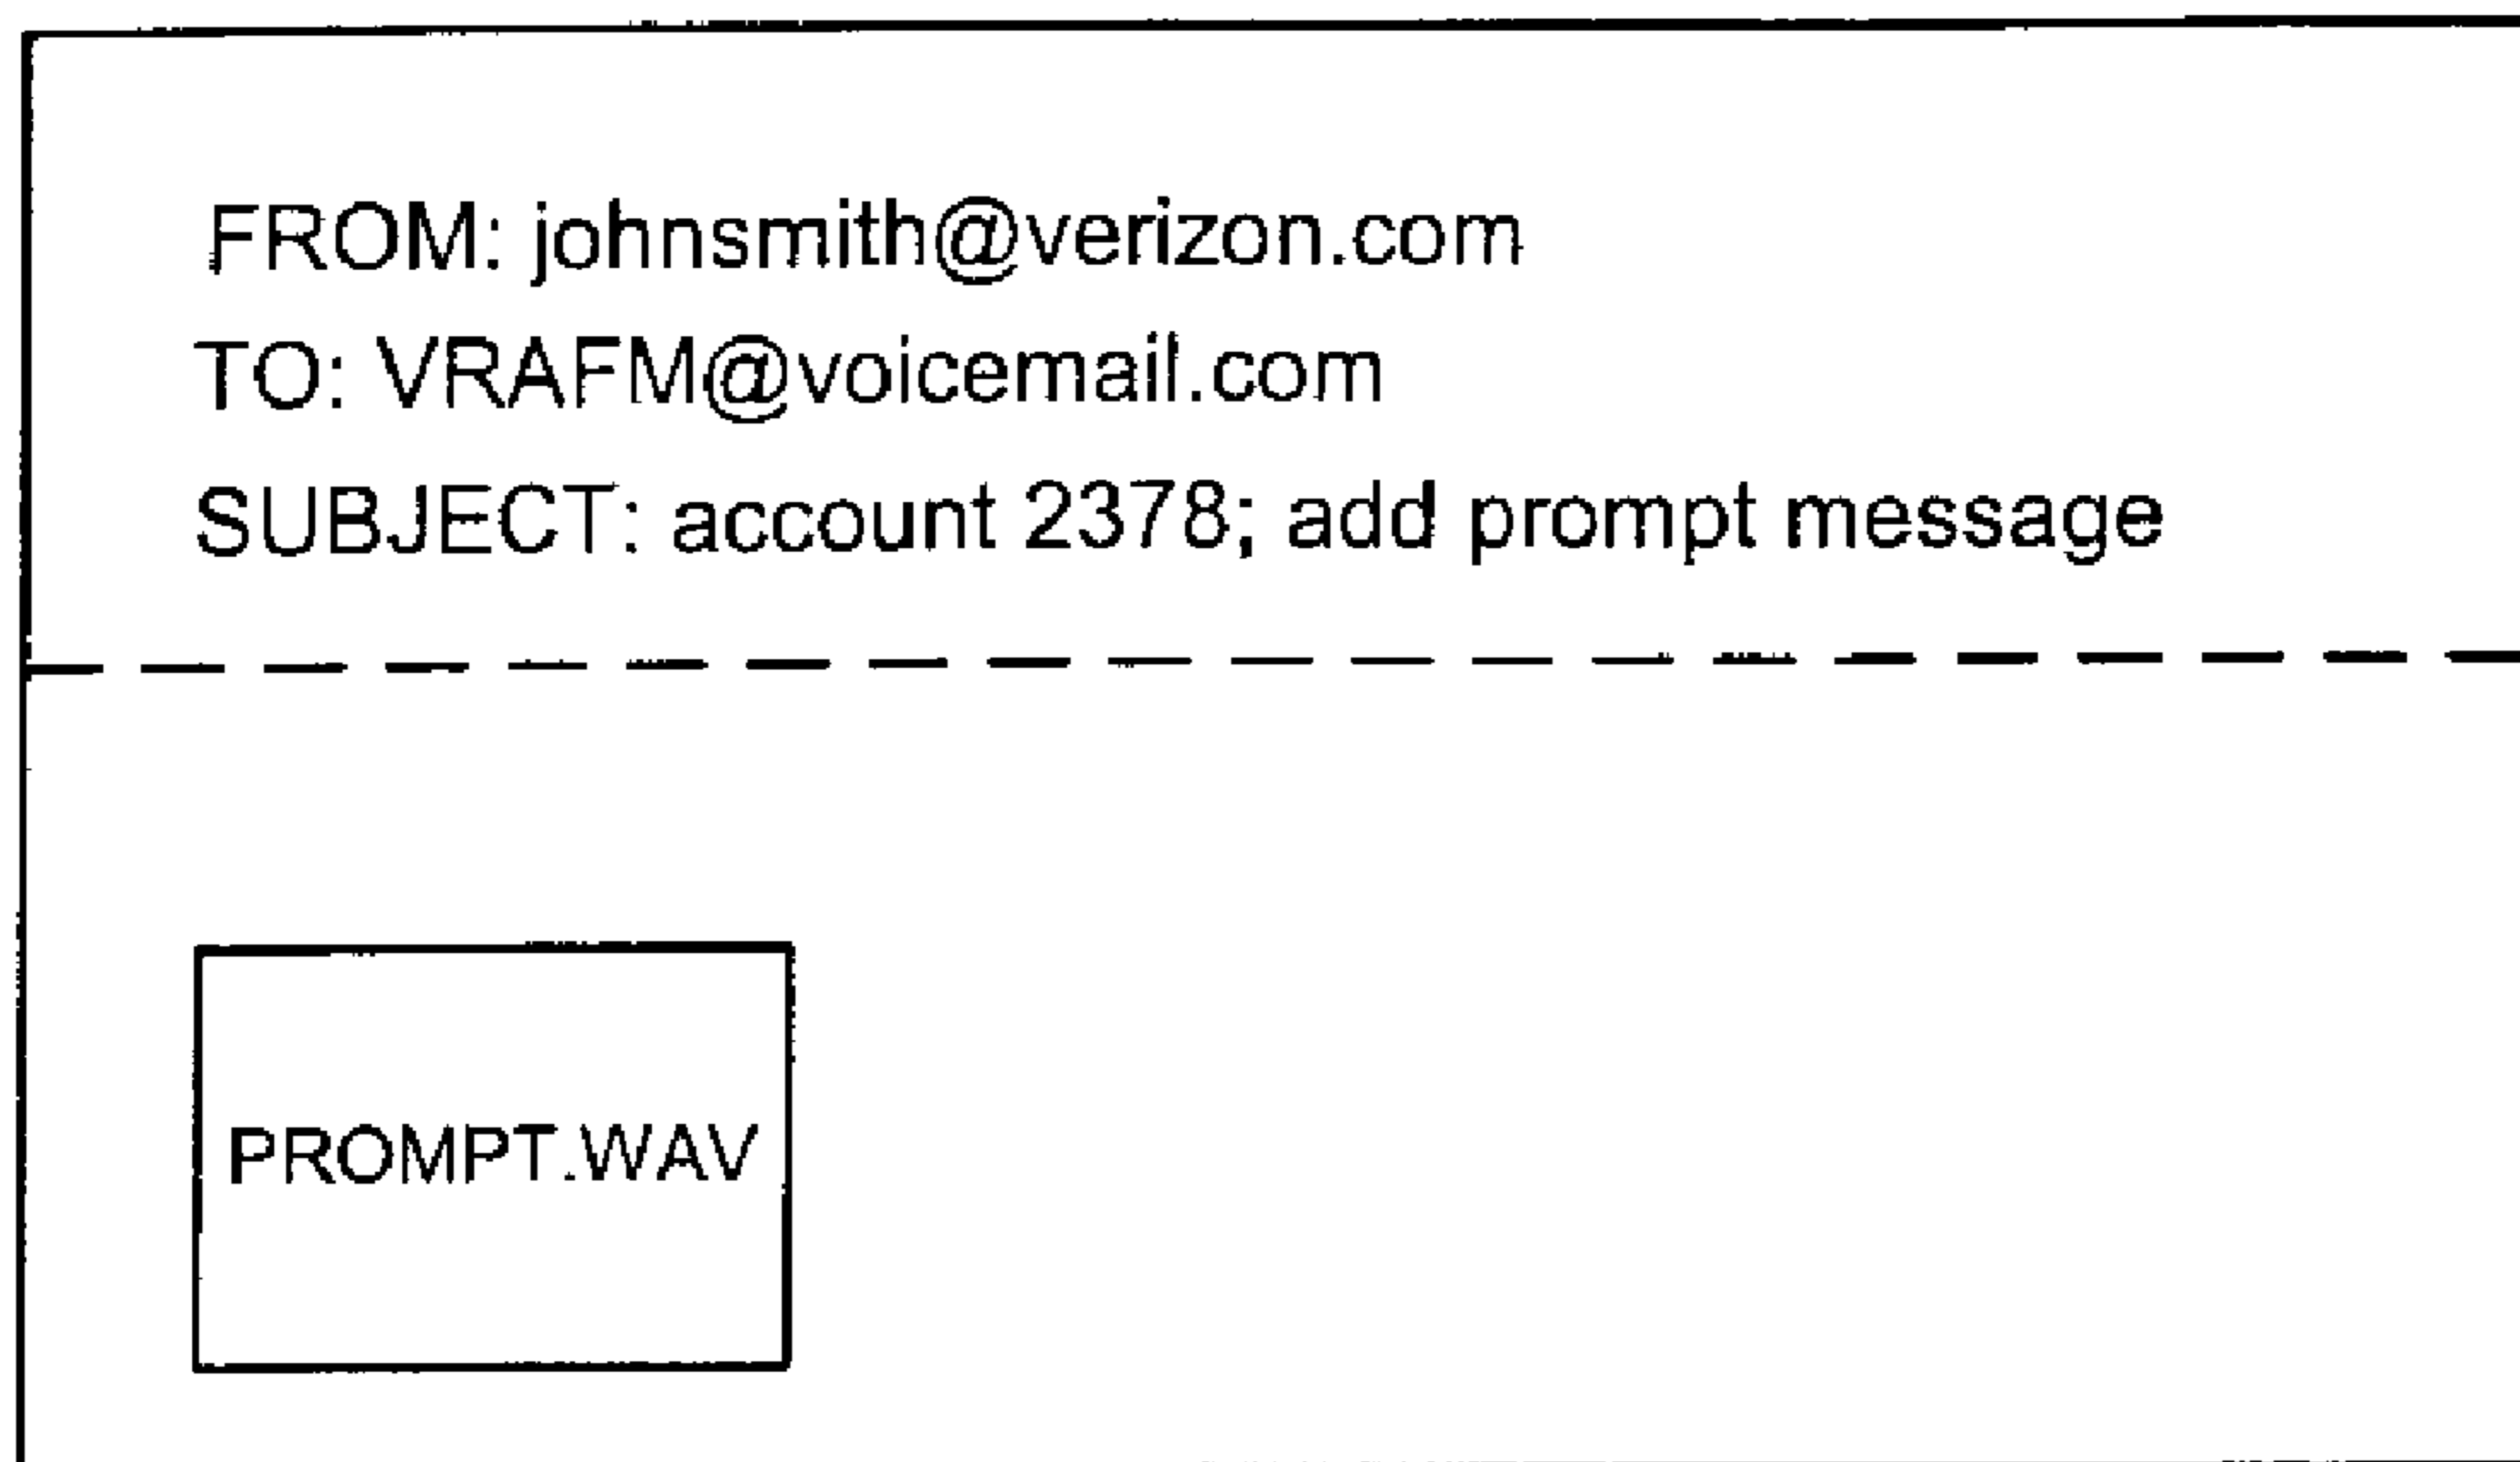 FROM: johnsmith@verizon.com
TO: VRAFM@voicemail.com
SUBJECT: account 2378; add prompt message
PROMPT.WAV